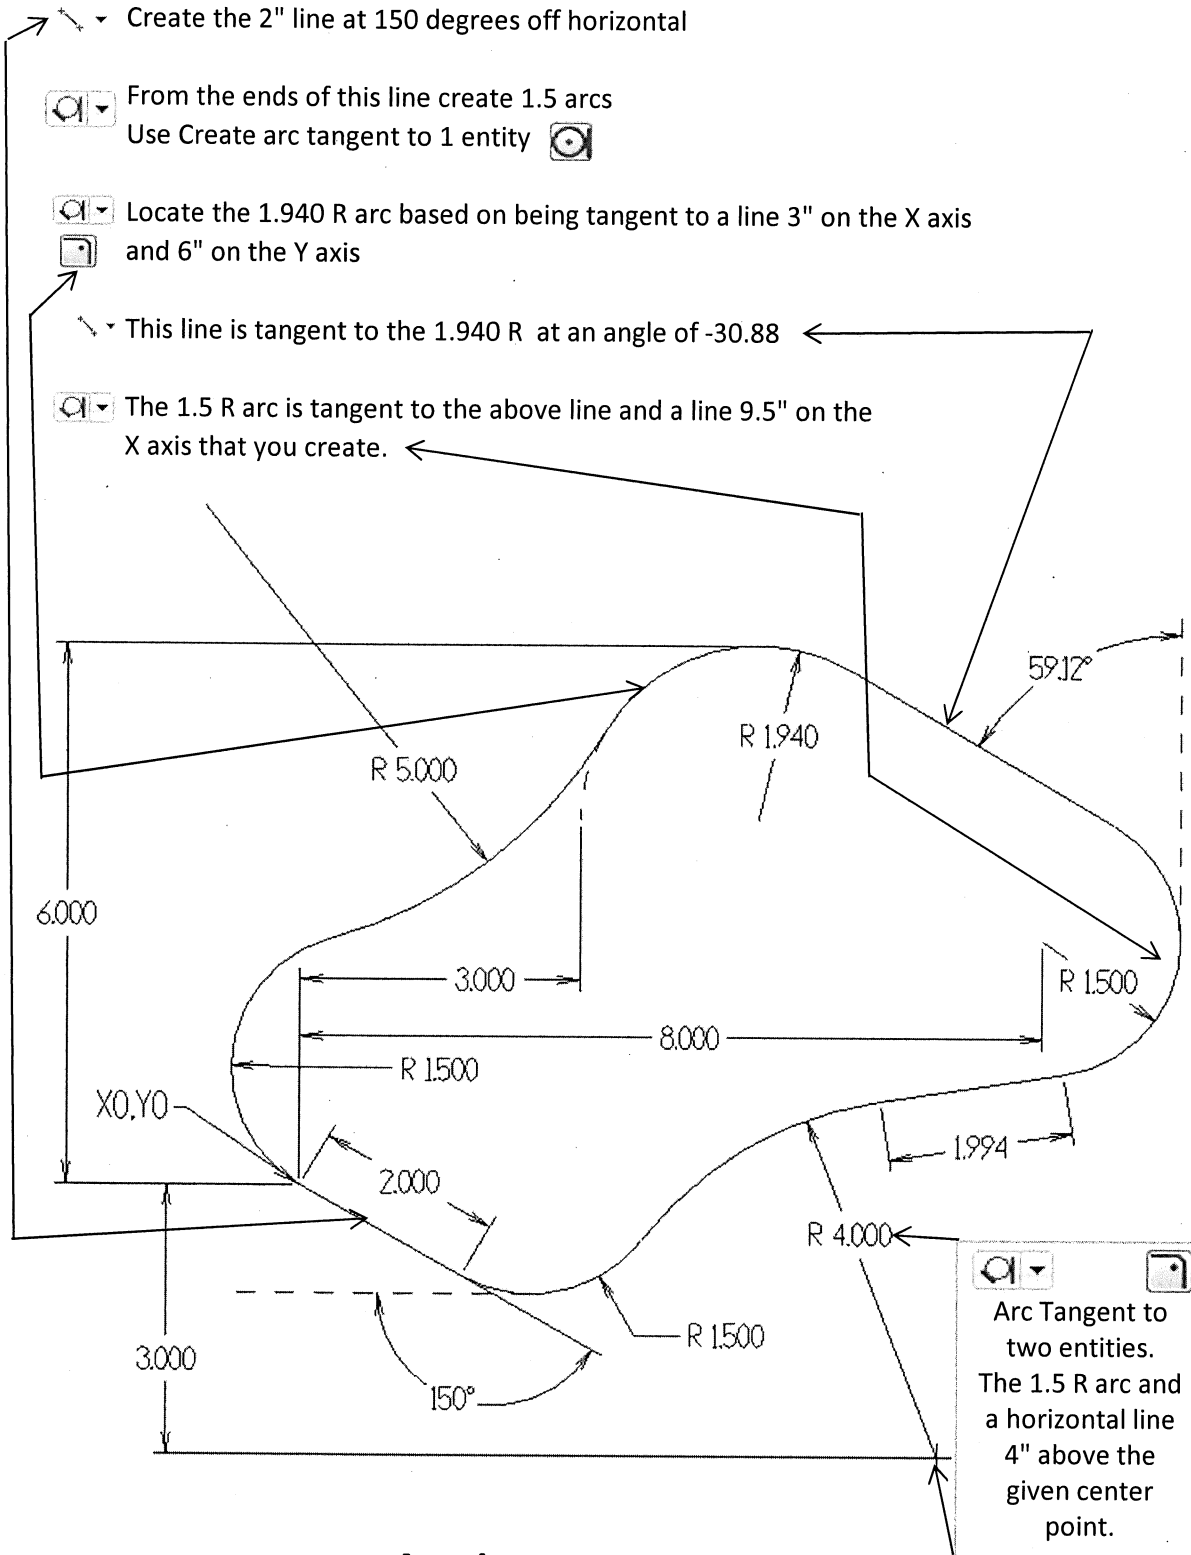 Create the 2" line at 150 degrees off horizontal
From the ends of this line create 1.5 arcs
Use Create arc tangent to 1 entity
Locate the 1.940 R arc based on being tangent to a line 3" on the X axis
and 6" on the Y axis
This line is tangent to the 1.940 R at an angle of -30.88
The 1.5 R arc is tangent to the above line and a line 9.5" on the
X axis that you create.
59.12°
R 1.940
R 5.000
6.000
3.000
R 1.500
8.000
R 1.500
X0,Y0
1.994
2.000
R 4.000
R 1.500
3.000
150°
Arc Tangent to
two entities.
The 1.5 R arc and
a horizontal line
4" above the
given center
point.